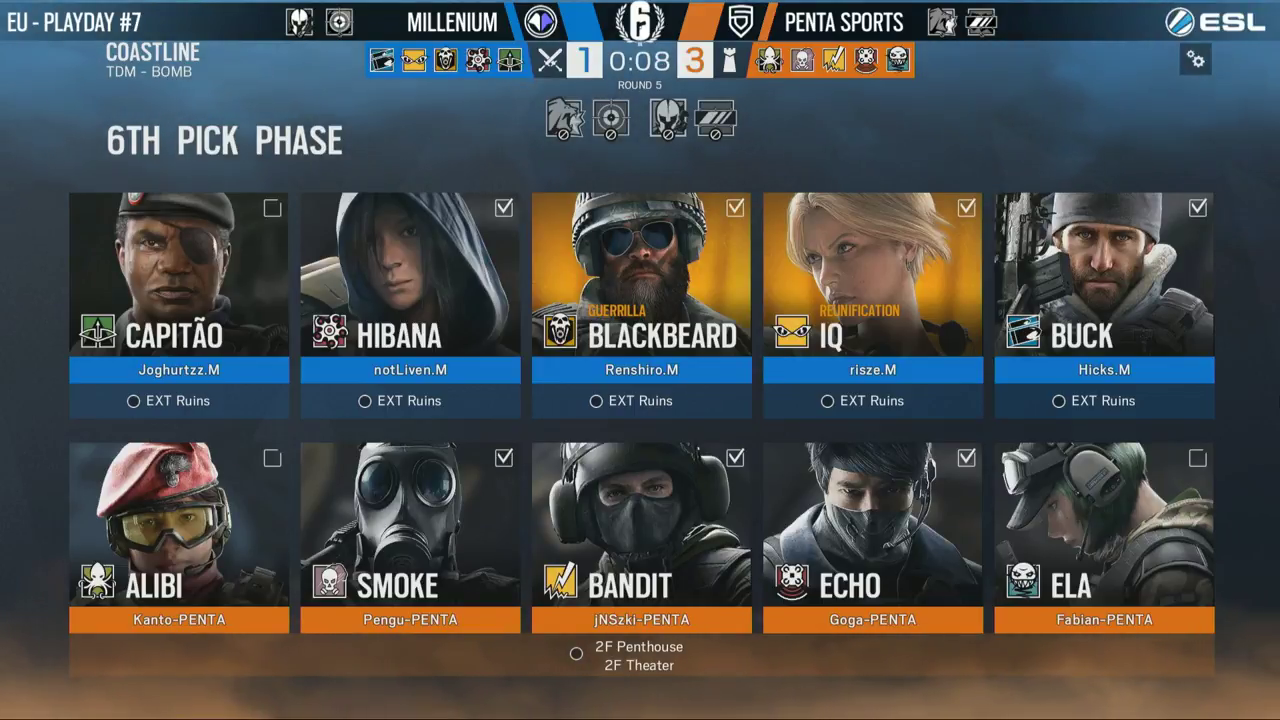 EU - PLAYDAY #7
MILLENIUM
PENTA SPORTS
ESL
COASTLINE
TDM - BOMB
1 0:08 3
ROUND 5
6TH PICK PHASE
CAPITÃO
HIBANA
GUERRILLA
BLACKBEARD
REUNIFICATION
IQ
BUCK
Joghurtzz.M
notLiven.M
Renshiro.M
risze.M
Hicks.M
EXT Ruins
EXT Ruins
EXT Ruins
EXT Ruins
EXT Ruins
ALIBI
SMOKE
BANDIT
ECHO
ELA
Kanto-PENTA
Pengu-PENTA
jNSzki-PENTA
Goga-PENTA
Fabian-PENTA
2F Penthouse
2F Theater